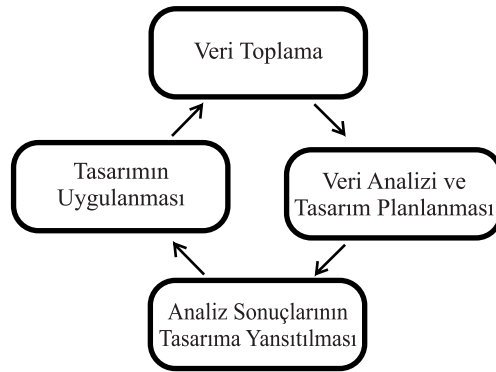 Veri Toplama
Tasarımın
Uygulanması
Veri Analizi ve
Tasarım Planlanması
Analiz Sonuçlarının
Tasarıma Yansıtılması